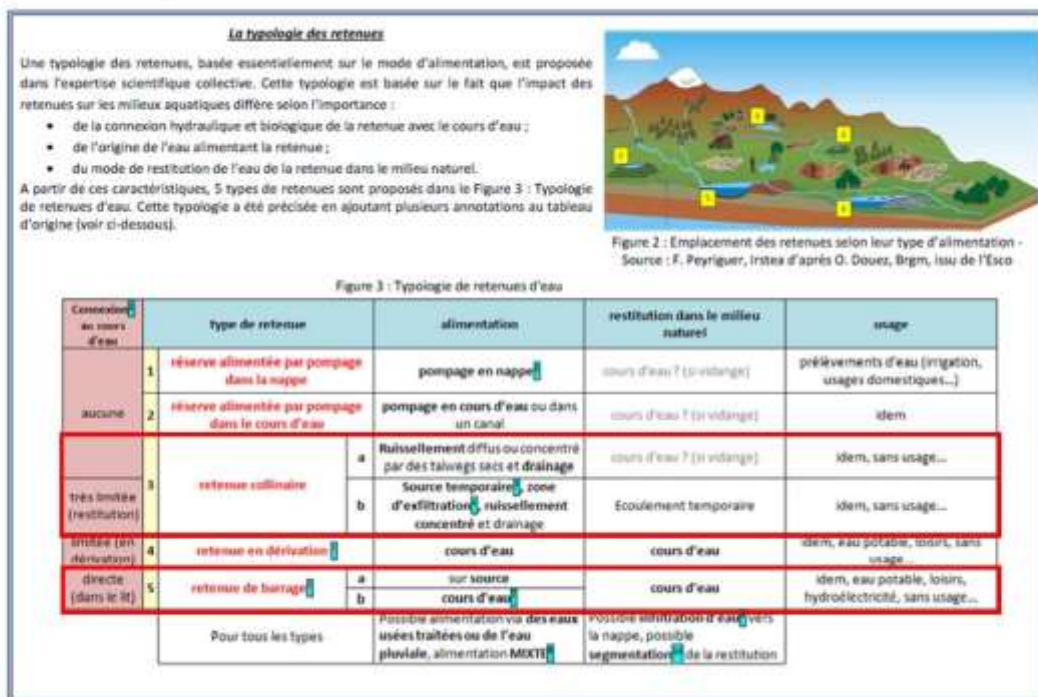 La typologie des retenues
Une typologie des retenues, basée essentiellement sur le mode d'alimentation, est proposée
dans l'expertise scientifique collective. Cette typologie est basée sur le fait que l'impact des
retenues sur les milieux aquatiques diffère selon l'importance :
• de la connexion hydraulique et biologique de la retenue avec le cours d'eau ;
• de l'origine de l'eau alimentant la retenue ;
• du mode de restitution de l'eau de la retenue dans le milieu naturel.
A partir de ces caractéristiques, 5 types de retenues sont proposés dans le Figure 3 : Typologie
de retenues d'eau. Cette typologie a été précisée en ajoutant plusieurs annotations au tableau
d'origine (voir ci-dessous).
Figure 2 : Emplacement des retenues selon leur type d'alimentation -
Source : F. Peyriguer, Irstea d'après O. Douez, Brgm, issu de l'Esco
Figure 3 : Typologie de retenues d'eau
Connexion
au cours
d'eau
type de retenue
alimentation
restitution dans le milieu
naturel
usage
aucune
1
réserve alimentée par pompage
dans la nappe
pompage en nappe
cours d'eau ? (si vidange)
prélèvements d'eau (irrigation,
usages domestiques...)
2
réserve alimentée par pompage
dans le cours d'eau
pompage en cours d'eau ou dans
un canal
cours d'eau ? (si vidange)
idem
3
retenue collinaire
a
Ruissellement diffus ou concentré
par des talwegs secs et drainage
cours d'eau ? (si vidange)
idem, sans usage...
très limitée
(restitution)
b
Source temporaire, zone
d'exfiltration, ruissellement
concentré et drainage
Ecoulement temporaire
idem, sans usage...
limitée (en
dérivation)
4
retenue en dérivation
cours d'eau
cours d'eau
idem, eau potable, loisirs, sans
usage...
directe
(dans le lit)
5
retenue de barrage
a
sur source
b
cours d'eau
cours d'eau
idem, eau potable, loisirs,
hydroélectricité, sans usage...
Pour tous les types
Possible alimentation via des eaux
usées traitées ou de l'eau
pluviale, alimentation MIXTE
Possible infiltration d'eau vers
la nappe, possible
segmentation de la restitution